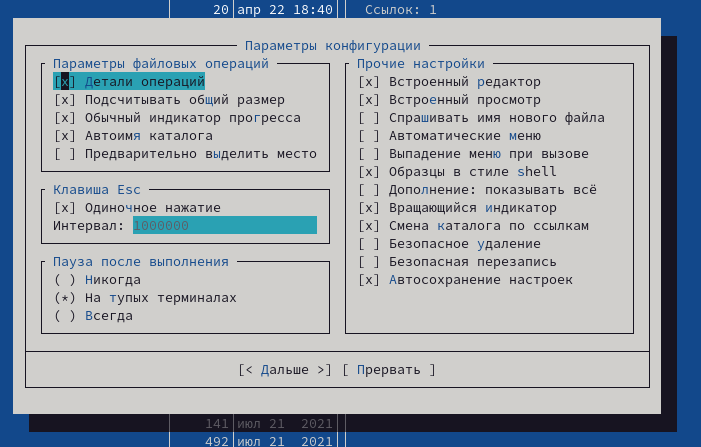 20 апр 22 18:40 Ссылок: 1
Параметры конфигурации
Параметры файловых операций
[x] Детали операций
[x] Подсчитывать общий размер
[x] Обычный индикатор прогресса
[x] Автоимя каталога
[ ] Предварительно выделить место
Клавиша Esc
[x] Одиночное нажатие
Интервал: 1000000
Пауза после выполнения
( ) Никогда
(*) На тупых терминалах
( ) Всегда
Прочие настройки
[x] Встроенный редактор
[x] Встроенный просмотр
[ ] Спрашивать имя нового файла
[ ] Автоматические меню
[ ] Выпадение меню при вызове
[x] Образцы в стиле shell
[ ] Дополнение: показывать всё
[x] Вращающийся индикатор
[x] Смена каталога по ссылкам
[ ] Безопасное удаление
[ ] Безопасная перезапись
[x] Автосохранение настроек
[< Дальше >] [ Прервать ]
141 июл 21 2021
492 июл 21 2021